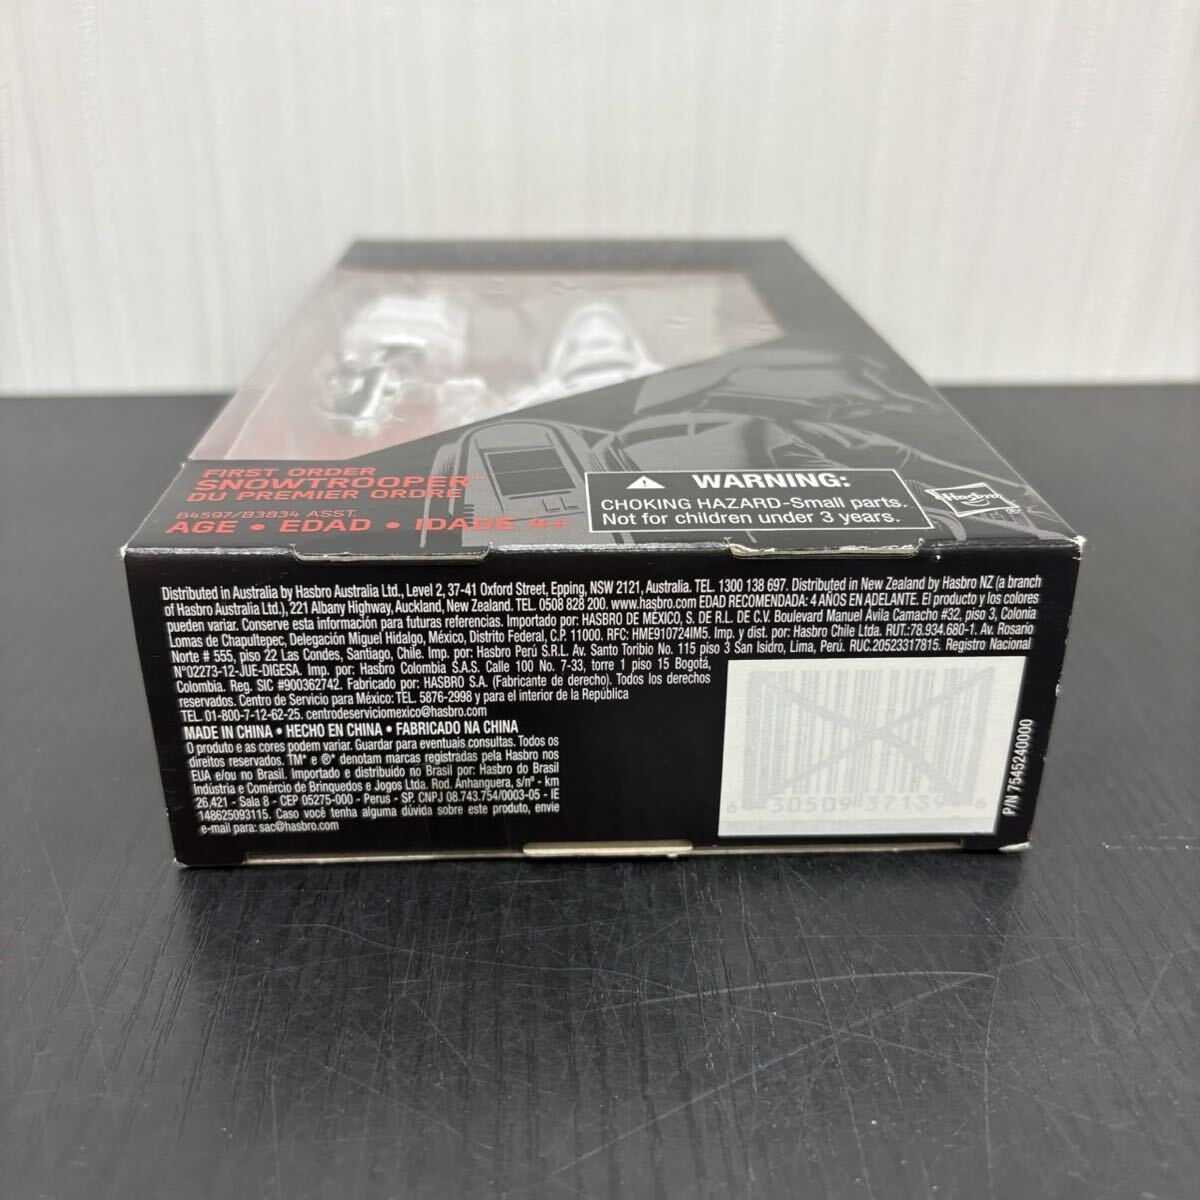 FIRST ORDER
SNOWTROOPER™
DU PREMIER ORDRE
B4597/B3834 ASST.
AGE • EDAD • IDADE 4+
WARNING:
CHOKING HAZARD-Small parts.
Not for children under 3 years.
Hasbro
®
Distributed in Australia by Hasbro Australia Ltd., Level 2, 37-41 Oxford Street, Epping, NSW 2121, Australia. TEL. 1300 138 697. Distributed in New Zealand by Hasbro NZ (a branch
of Hasbro Australia Ltd.), 221 Albany Highway, Auckland, New Zealand. TEL. 0508 828 200. www.hasbro.com EDAD RECOMENDADA: 4 AÑOS EN ADELANTE. El producto y los colores
pueden variar. Conserve esta información para futuras referencias. Importado por: HASBRO DE MÉXICO, S. DE R.L. DE C.V. Boulevard Manuel Ávila Camacho #32, piso 3, Colonia
Lomas de Chapultepec, Delegación Miguel Hidalgo, México, Distrito Federal, C.P. 11000. RFC: HME910724IM5. Imp. y dist. por: Hasbro Chile Ltda. RUT.:78.934.680-1. Av. Rosario
Norte # 555, piso 22 Las Condes, Santiago, Chile. Imp. por: Hasbro Perú S.R.L. Av. Santo Toribio No. 115 piso 3 San Isidro, Lima, Perú. RUC.20523317815. Registro Nacional
N°02273-12-JUE-DIGESA. Imp. por: Hasbro Colombia S.A.S. Calle 100 No. 7-33, torre 1 piso 15 Bogotá,
Colombia. Reg. SIC #900362742. Fabricado por: HASBRO S.A. (Fabricante de derecho). Todos los derechos
reservados. Centro de Servicio para México: TEL. 5876-2998 y para el interior de la República
TEL. 01-800-7-12-62-25. centrodeserviciomexico@hasbro.com
MADE IN CHINA • HECHO EN CHINA • FABRICADO NA CHINA
O produto e as cores podem variar. Guardar para eventuais consultas. Todos os
direitos reservados. TM* e ®* denotam marcas registradas pela Hasbro nos
EUA e/ou no Brasil. Importado e distribuído no Brasil por: Hasbro do Brasil
Indústria e Comércio de Brinquedos e Jogos Ltda. Rod. Anhanguera, s/nº - km
26,421 - Sala 8 - CEP 05275-000 - Perus - SP. CNPJ 08.743.754/0003-05 - IE
148625093115. Caso você tenha alguma dúvida sobre este produto, envie
e-mail para: sac@hasbro.com
P/N 7545240000